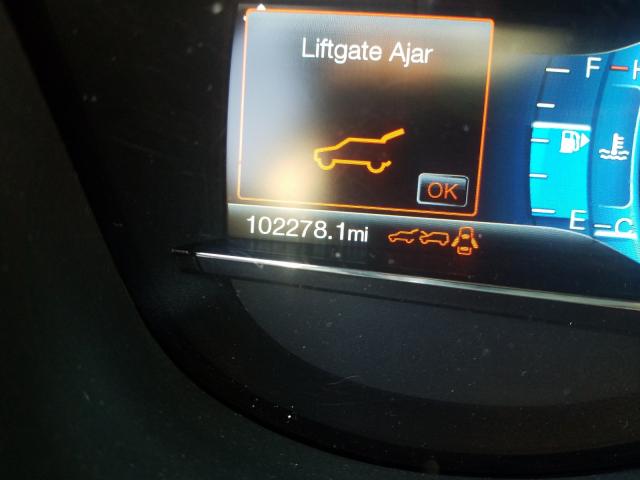 Liftgate Ajar
OK
102278.1mi
F
H
E
C